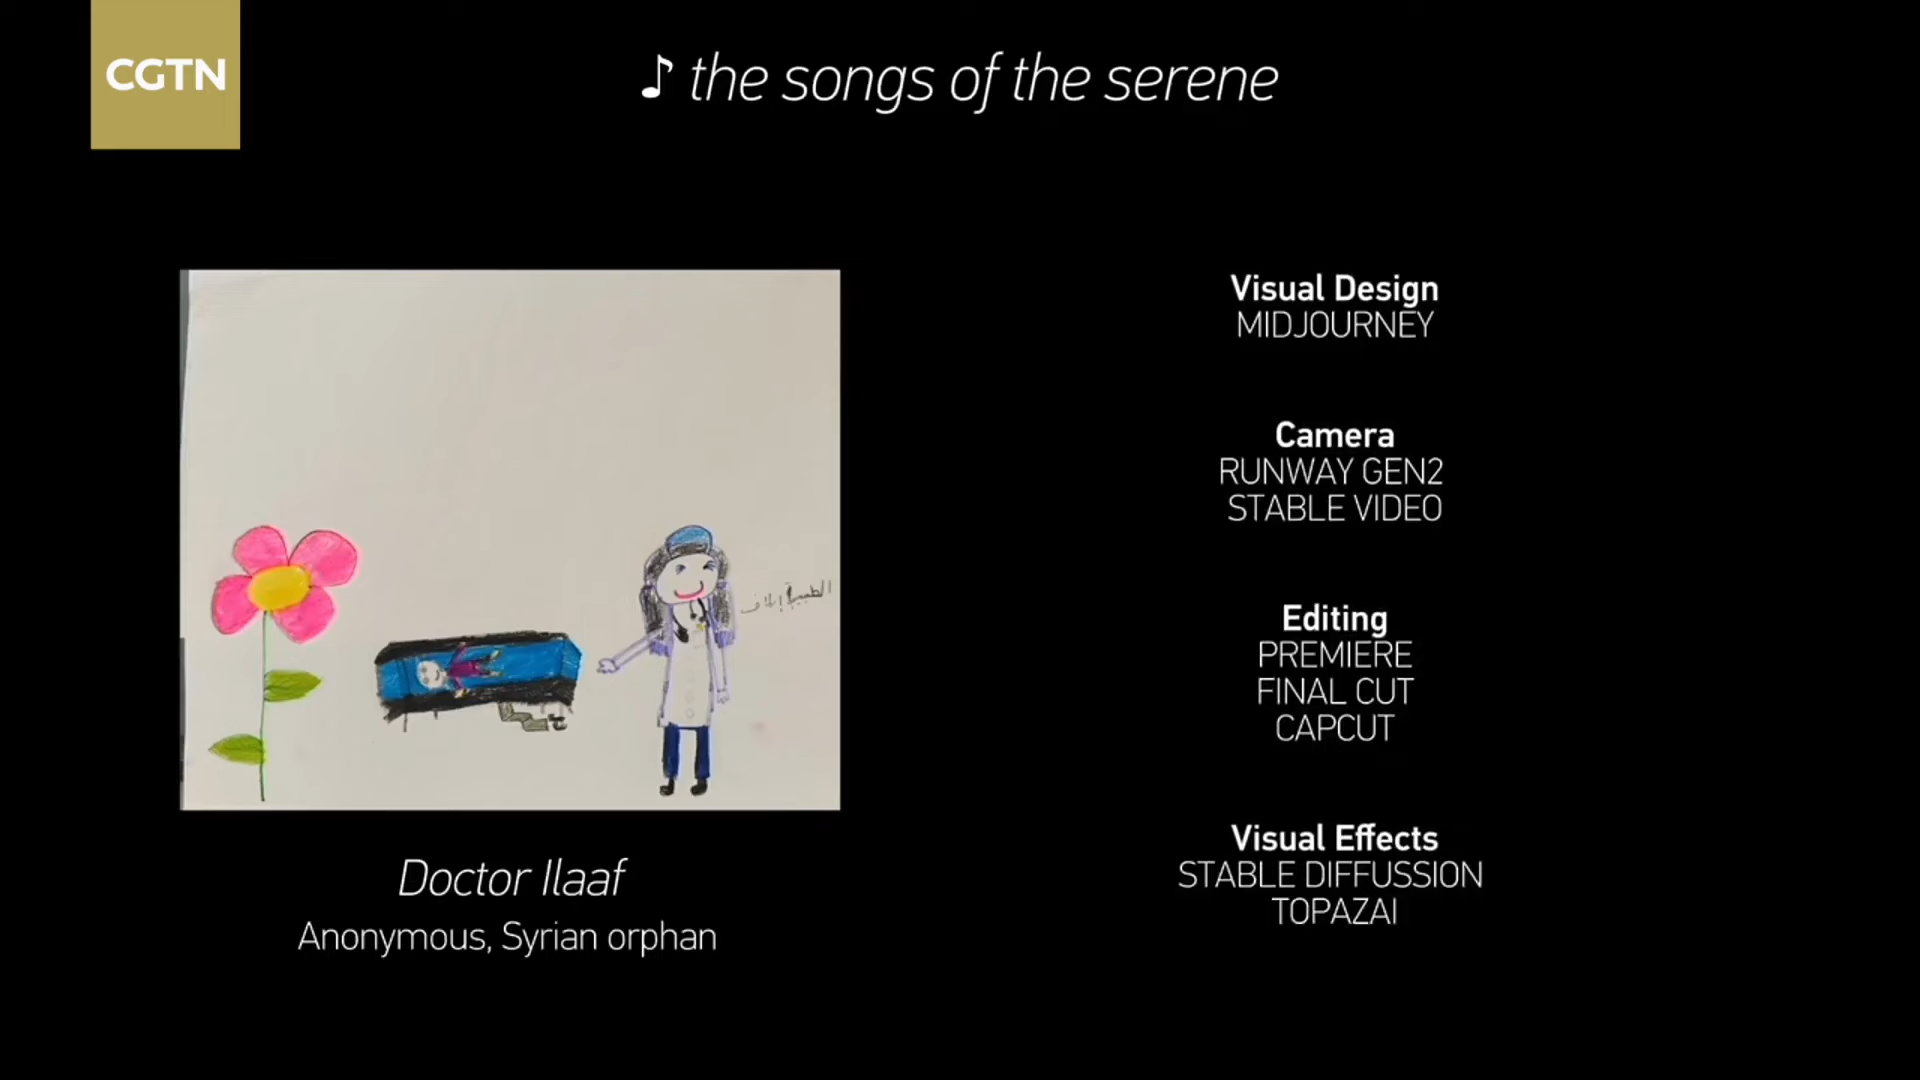 CGTN
♪ the songs of the serene
الطبيبة إيلاف
Doctor Ilaaf
Anonymous, Syrian orphan
Visual Design
MIDJOURNEY
Camera
RUNWAY GEN2
STABLE VIDEO
Editing
PREMIERE
FINAL CUT
CAPCUT
Visual Effects
STABLE DIFFUSSION
TOPAZAI